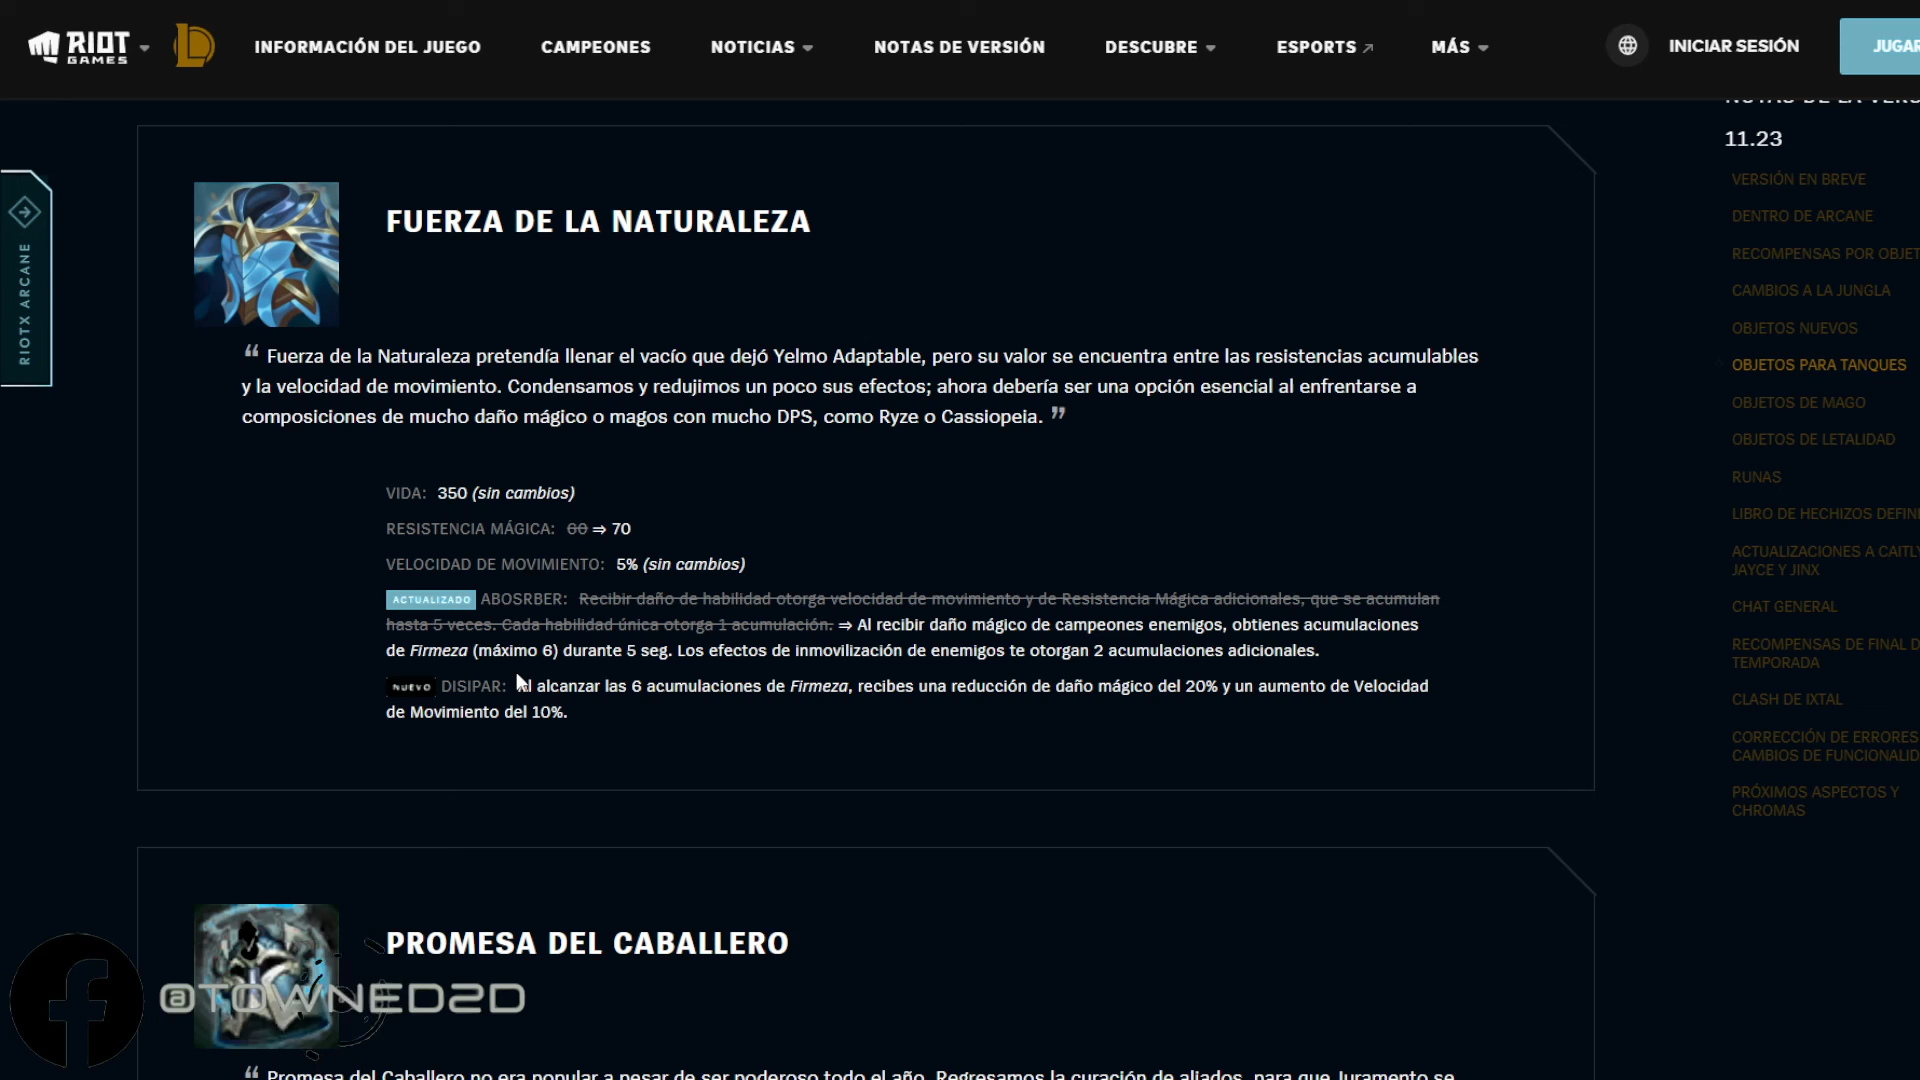 RIOT GAMES
INFORMACIÓN DEL JUEGO
CAMPEONES
NOTICIAS
NOTAS DE VERSIÓN
DESCUBRE
ESPORTS
MÁS
INICIAR SESIÓN
JUGAR
RIOTX ARCANE
FUERZA DE LA NATURALEZA
“ Fuerza de la Naturaleza pretendía llenar el vacío que dejó Yelmo Adaptable, pero su valor se encuentra entre las resistencias acumulables
y la velocidad de movimiento. Condensamos y redujimos un poco sus efectos; ahora debería ser una opción esencial al enfrentarse a
composiciones de mucho daño mágico o magos con mucho DPS, como Ryze o Cassiopeia. ”
VIDA: 350 (sin cambios)
RESISTENCIA MÁGICA: 60 ⇒ 70
VELOCIDAD DE MOVIMIENTO: 5% (sin cambios)
ACTUALIZADO ABOSRBER: Recibir daño de habilidad otorga velocidad de movimiento y de Resistencia Mágica adicionales, que se acumulan
hasta 5 veces. Cada habilidad única otorga 1 acumulación. ⇒ Al recibir daño mágico de campeones enemigos, obtienes acumulaciones
de Firmeza (máximo 6) durante 5 seg. Los efectos de inmovilización de enemigos te otorgan 2 acumulaciones adicionales.
NUEVO DISIPAR: Al alcanzar las 6 acumulaciones de Firmeza, recibes una reducción de daño mágico del 20% y un aumento de Velocidad
de Movimiento del 10%.
PROMESA DEL CABALLERO
@TOWNED2D
“ Promesa del Caballero no era popular a pesar de ser poderoso todo el año. Regresamos la curación de aliados, para que Juramento se
NOTAS DE LA VERS
11.23
VERSIÓN EN BREVE
DENTRO DE ARCANE
RECOMPENSAS POR OBJET
CAMBIOS A LA JUNGLA
OBJETOS NUEVOS
OBJETOS PARA TANQUES
OBJETOS DE MAGO
OBJETOS DE LETALIDAD
RUNAS
LIBRO DE HECHIZOS DEFINI
ACTUALIZACIONES A CAITLY
JAYCE Y JINX
CHAT GENERAL
RECOMPENSAS DE FINAL D
TEMPORADA
CLASH DE IXTAL
CORRECCIÓN DE ERRORES
CAMBIOS DE FUNCIONALID
PRÓXIMOS ASPECTOS Y
CHROMAS